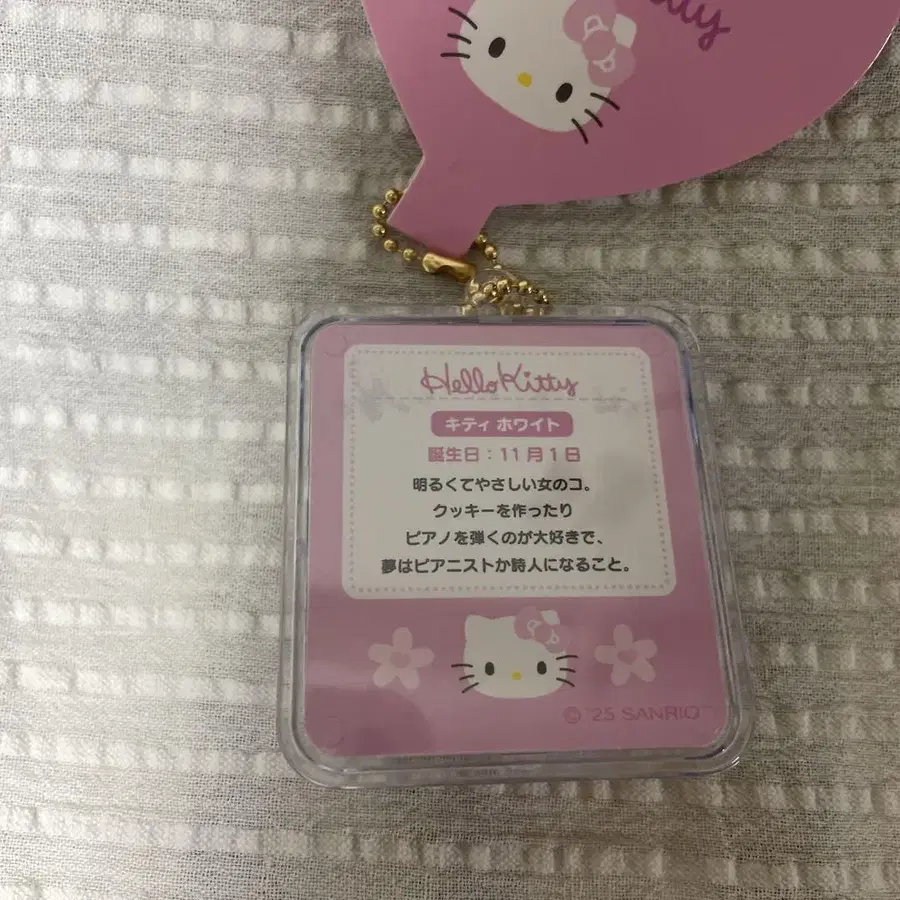 Hello Kitty
キティ ホワイト
誕生日：11月1日
明るくてやさしい女のコ。
クッキーを作ったり
ピアノを弾くのが大好きで、
夢はピアニストか詩人になること。
© '25 SANRIO